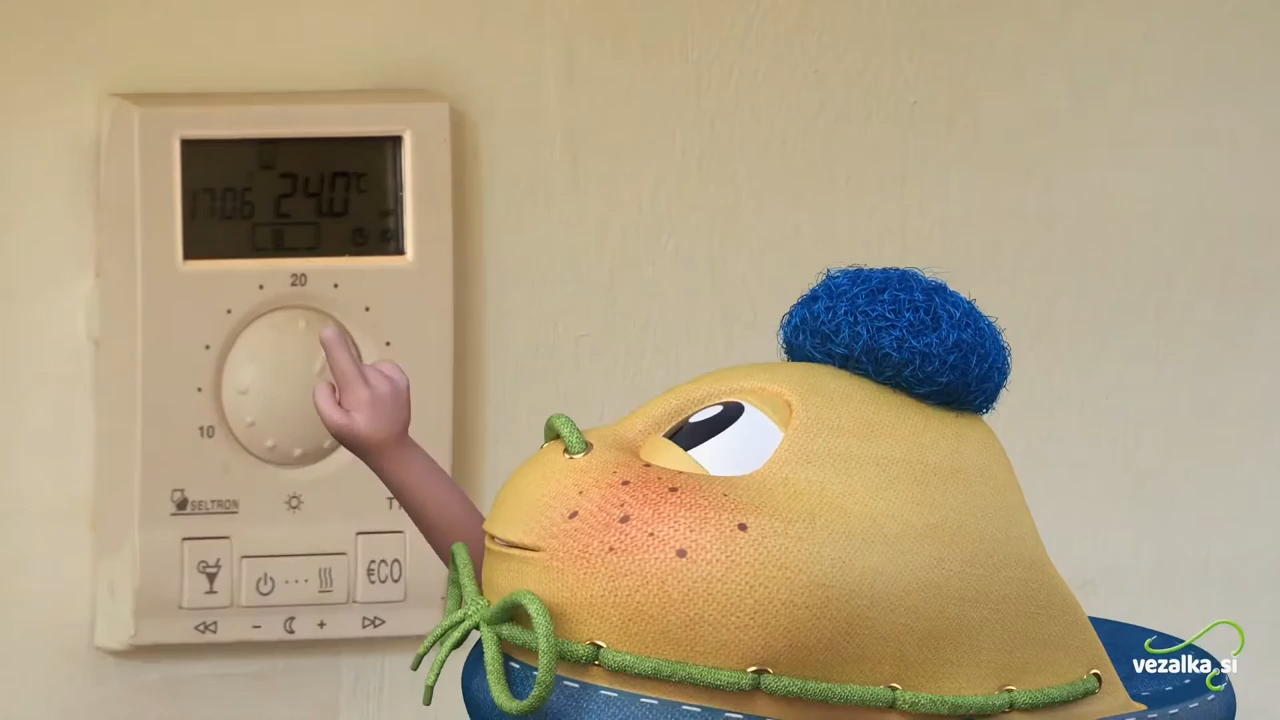 17:06 24.0°C
20
10
SELTRON
€CO
- +
vezalka.si